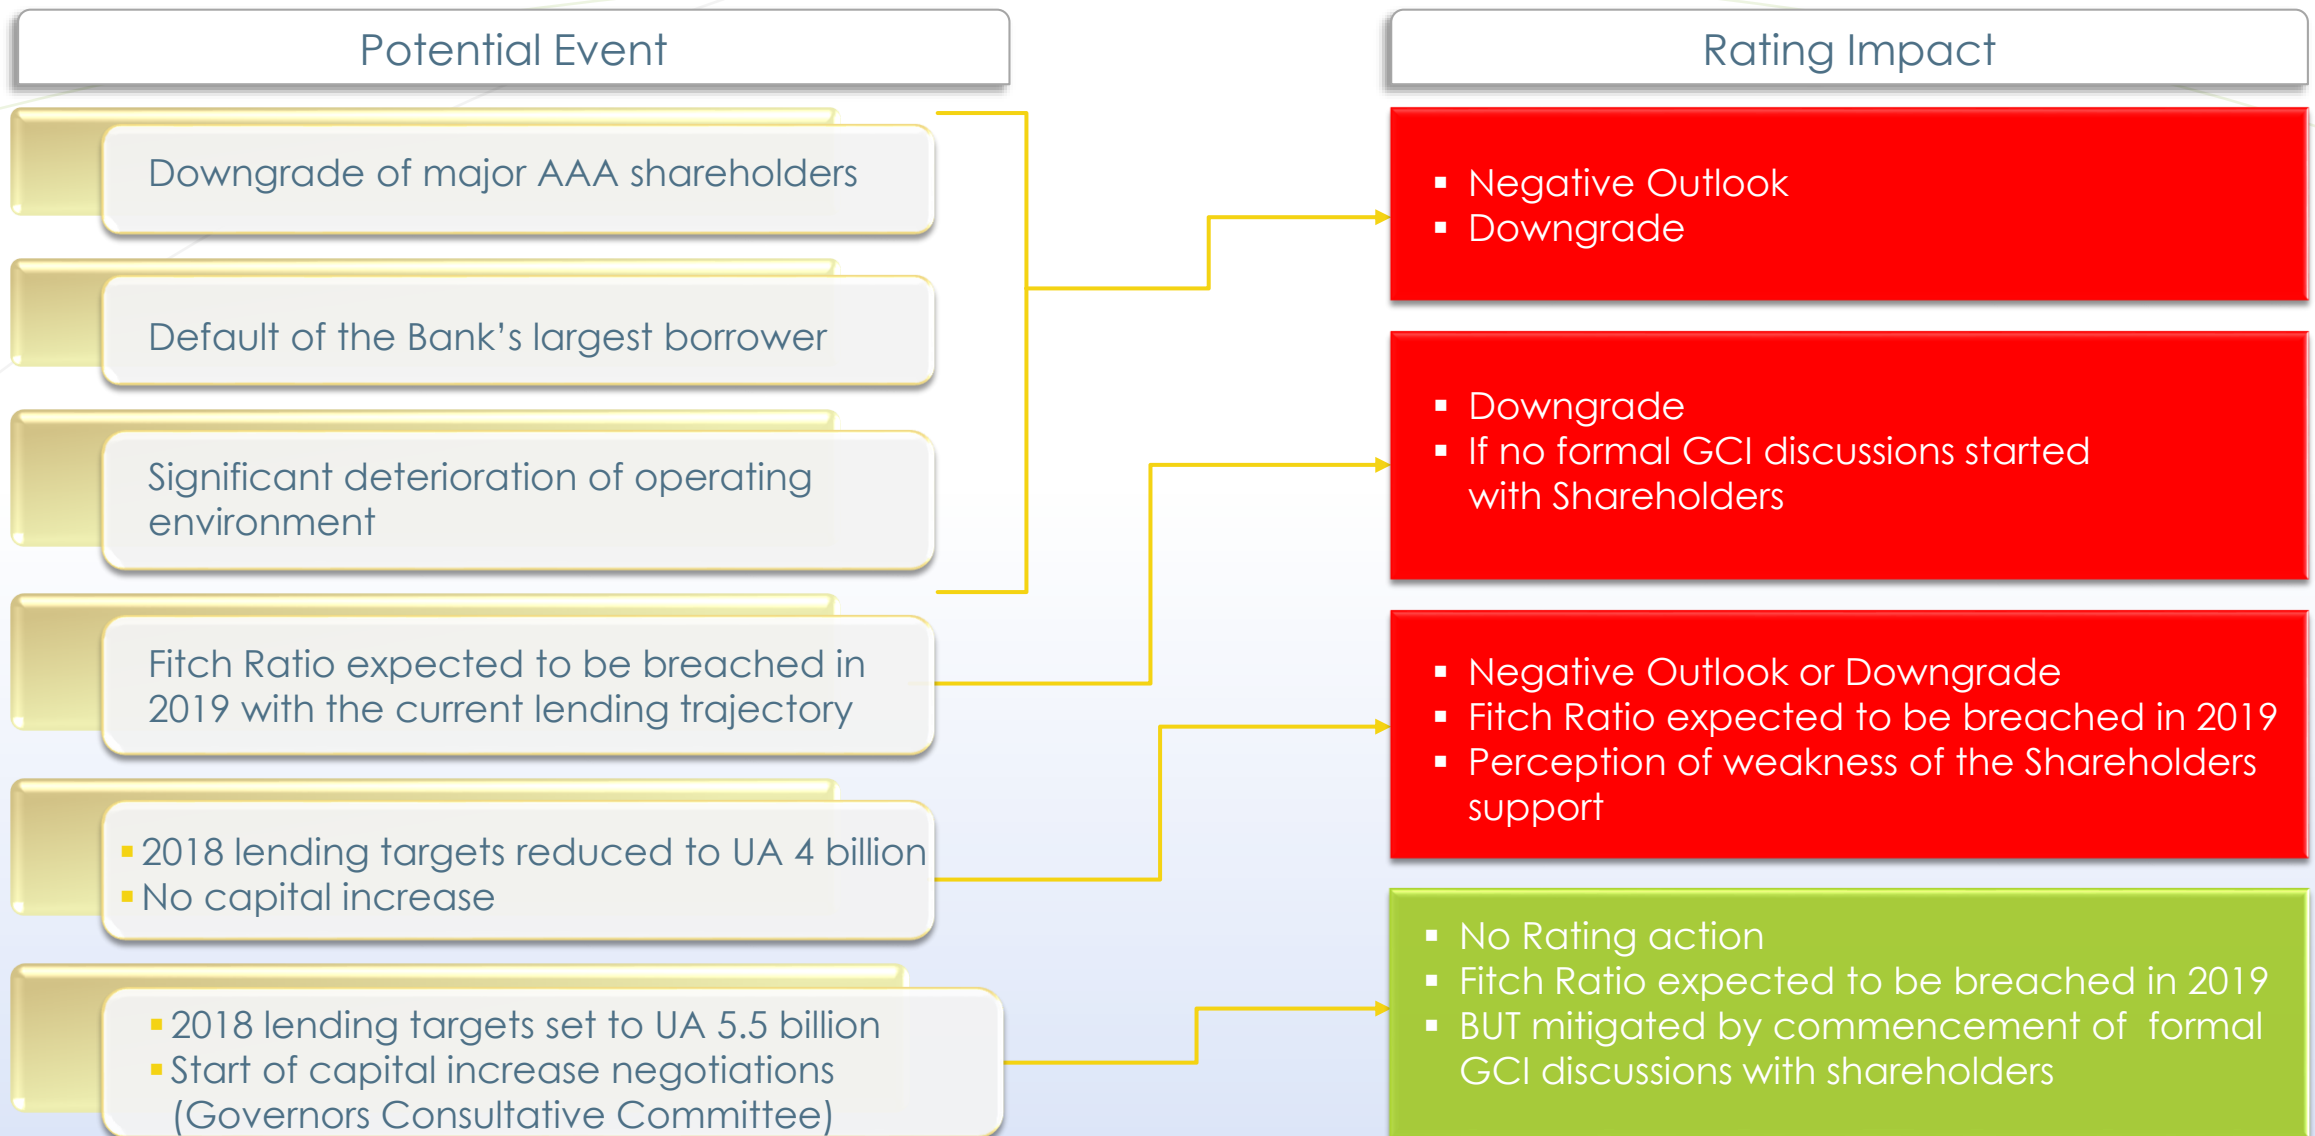 Potential Event
Rating Impact
Downgrade of major AAA shareholders
Default of the Bank’s largest borrower
Significant deterioration of operating
environment
Fitch Ratio expected to be breached in
2019 with the current lending trajectory
▪ 2018 lending targets reduced to UA 4 billion
▪ No capital increase
▪ 2018 lending targets set to UA 5.5 billion
▪ Start of capital increase negotiations
(Governors Consultative Committee)
▪ Negative Outlook
▪ Downgrade
▪ Downgrade
▪ If no formal GCI discussions started
with Shareholders
▪ Negative Outlook or Downgrade
▪ Fitch Ratio expected to be breached in 2019
▪ Perception of weakness of the Shareholders
support
▪ No Rating action
▪ Fitch Ratio expected to be breached in 2019
▪ BUT mitigated by commencement of formal
GCI discussions with shareholders